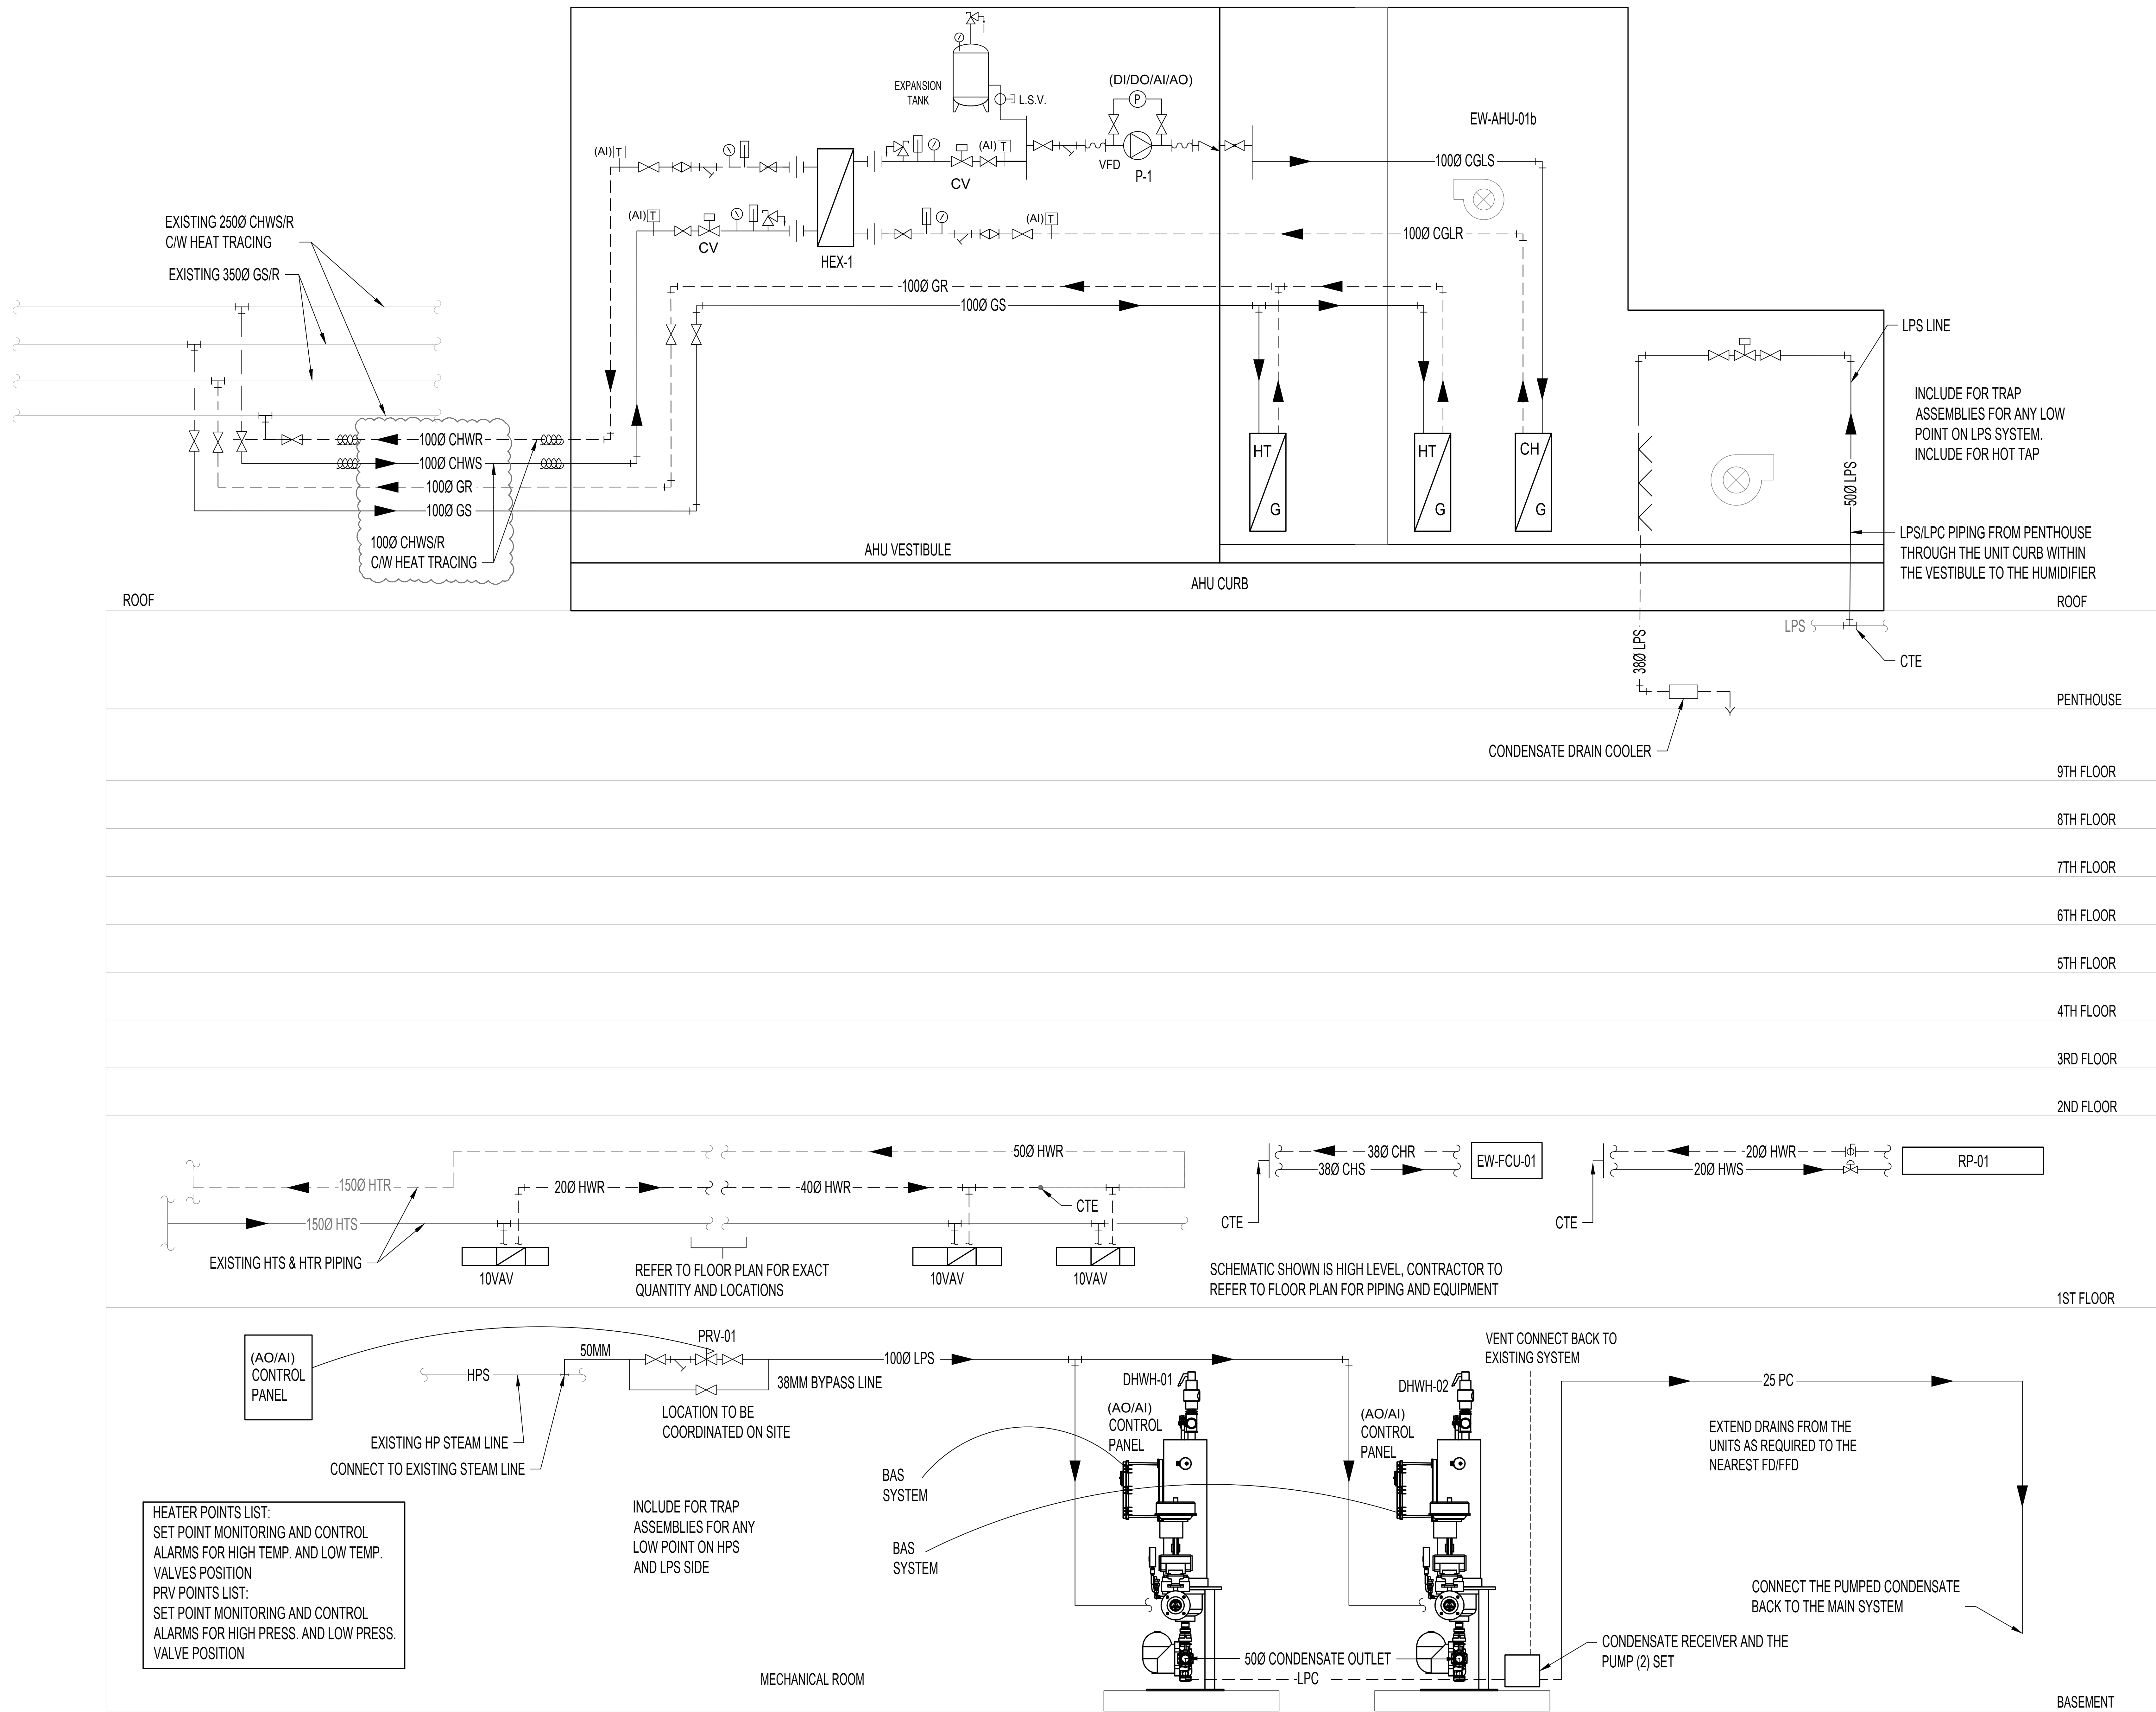 EXPANSION
TANK
L.S.V.
(DI/DO/AI/AO)
P
VFD
P-1
EW-AHU-01b
(AI) T
(AI) T
CV
100Ø CGLS
(AI) T
CV
HEX-1
(AI) T
100Ø CGLR
EXISTING 250Ø CHWS/R
C/W HEAT TRACING
EXISTING 350Ø GS/R
100Ø GR
100Ø GS
LPS LINE
INCLUDE FOR TRAP
ASSEMBLIES FOR ANY LOW
POINT ON LPS SYSTEM.
INCLUDE FOR HOT TAP
100Ø CHWR
100Ø CHWS
100Ø GR
100Ø GS
100Ø CHWS/R
C/W HEAT TRACING
HT
G
HT
G
CH
G
50Ø LPS
LPS/LPC PIPING FROM PENTHOUSE
THROUGH THE UNIT CURB WITHIN
THE VESTIBULE TO THE HUMIDIFIER
AHU VESTIBULE
AHU CURB
ROOF
ROOF
LPS
CTE
38Ø LPS
PENTHOUSE
CONDENSATE DRAIN COOLER
9TH FLOOR
8TH FLOOR
7TH FLOOR
6TH FLOOR
5TH FLOOR
4TH FLOOR
3RD FLOOR
2ND FLOOR
50Ø HWR
150Ø HTR
20Ø HWR
40Ø HWR
CTE
150Ø HTS
EXISTING HTS & HTR PIPING
10VAV
REFER TO FLOOR PLAN FOR EXACT
QUANTITY AND LOCATIONS
10VAV
10VAV
38Ø CHR
38Ø CHS
EW-FCU-01
CTE
20Ø HWR
20Ø HWS
RP-01
CTE
SCHEMATIC SHOWN IS HIGH LEVEL, CONTRACTOR TO
REFER TO FLOOR PLAN FOR PIPING AND EQUIPMENT
1ST FLOOR
(AO/AI)
CONTROL
PANEL
HPS
50MM
PRV-01
38MM BYPASS LINE
100Ø LPS
LOCATION TO BE
COORDINATED ON SITE
EXISTING HP STEAM LINE
CONNECT TO EXISTING STEAM LINE
DHWH-01
(AO/AI)
CONTROL
PANEL
DHWH-02
(AO/AI)
CONTROL
PANEL
VENT CONNECT BACK TO
EXISTING SYSTEM
25 PC
EXTEND DRAINS FROM THE
UNITS AS REQUIRED TO THE
NEAREST FD/FFD
BAS
SYSTEM
BAS
SYSTEM
HEATER POINTS LIST:
SET POINT MONITORING AND CONTROL
ALARMS FOR HIGH TEMP. AND LOW TEMP.
VALVES POSITION
PRV POINTS LIST:
SET POINT MONITORING AND CONTROL
ALARMS FOR HIGH PRESS. AND LOW PRESS.
VALVE POSITION
INCLUDE FOR TRAP
ASSEMBLIES FOR ANY
LOW POINT ON HPS
AND LPS SIDE
CONNECT THE PUMPED CONDENSATE
BACK TO THE MAIN SYSTEM
CONDENSATE RECEIVER AND THE
PUMP (2) SET
50Ø CONDENSATE OUTLET
LPC
MECHANICAL ROOM
BASEMENT